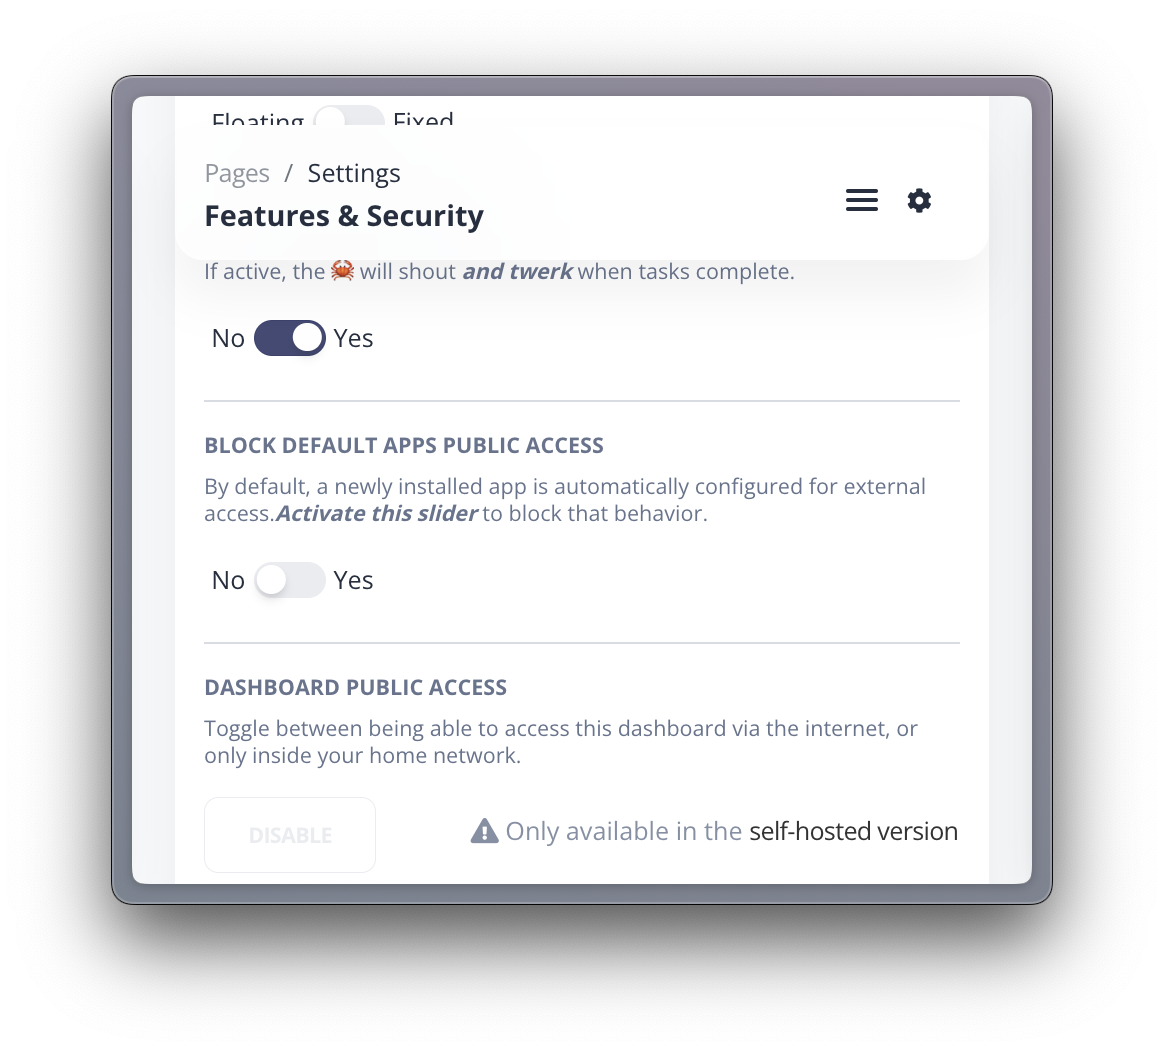 Floating Fixed
Pages / Settings
Features & Security
If active, the 🦀 will shout and twerk when tasks complete.
No Yes
BLOCK DEFAULT APPS PUBLIC ACCESS
By default, a newly installed app is automatically configured for external
access.Activate this slider to block that behavior.
No Yes
DASHBOARD PUBLIC ACCESS
Toggle between being able to access this dashboard via the internet, or
only inside your home network.
DISABLE
Only available in the self-hosted version